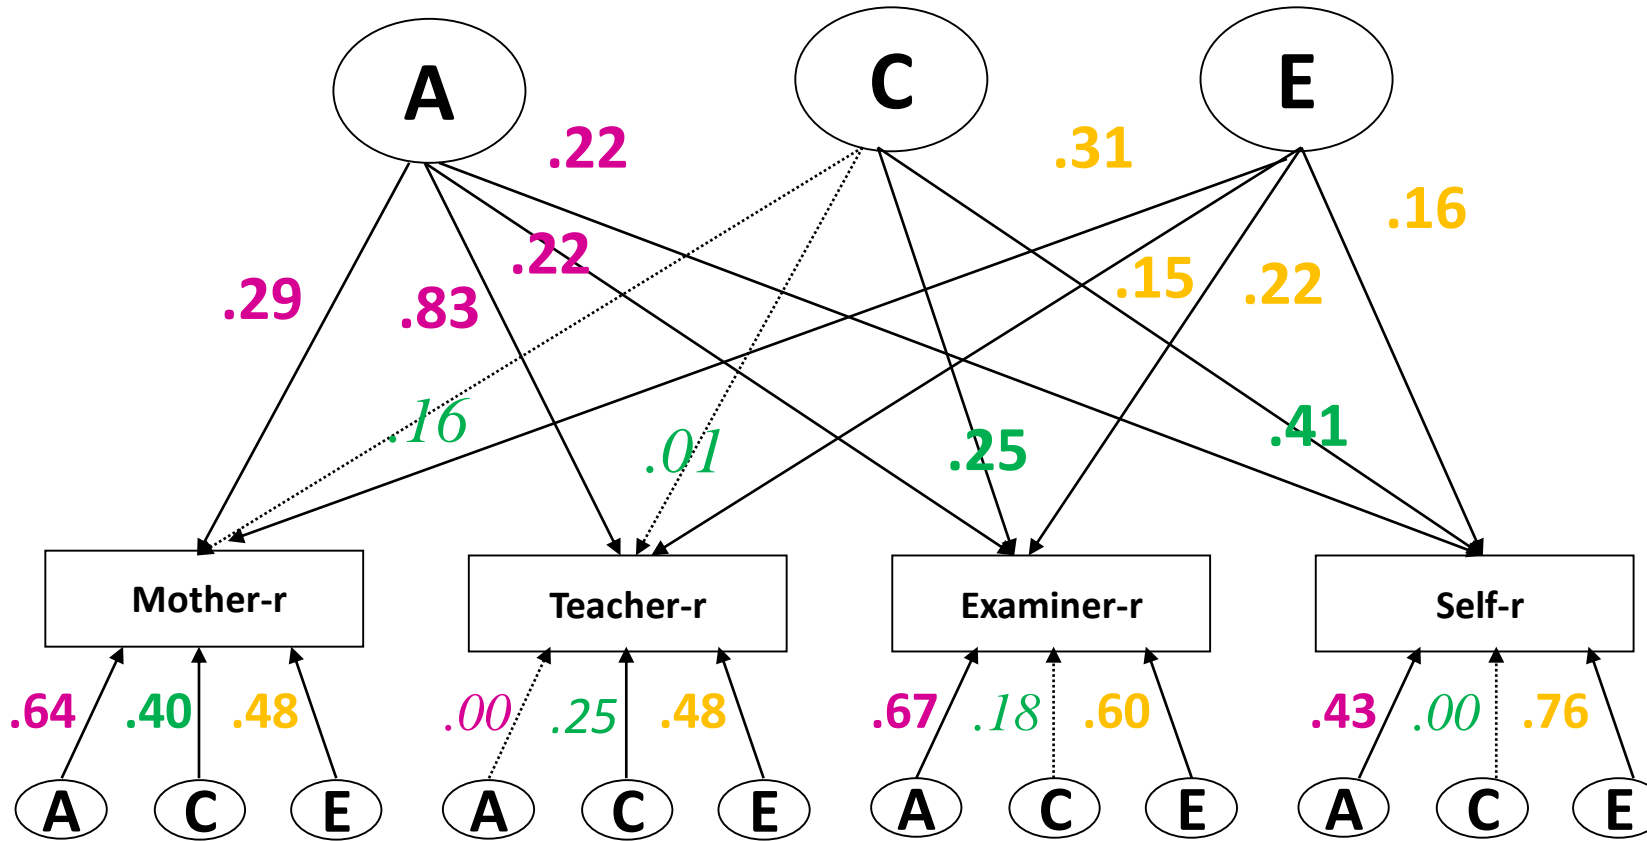 A C E
.22 .31
.16
.22
.15 .22
.29 .83
.16 .01 .25 .41
Mother-r Teacher-r Examiner-r Self-r
.64 .40 .48 .00 .25 .48 .67 .18 .60 .43 .00 .76
A C E A C E A C E A C E